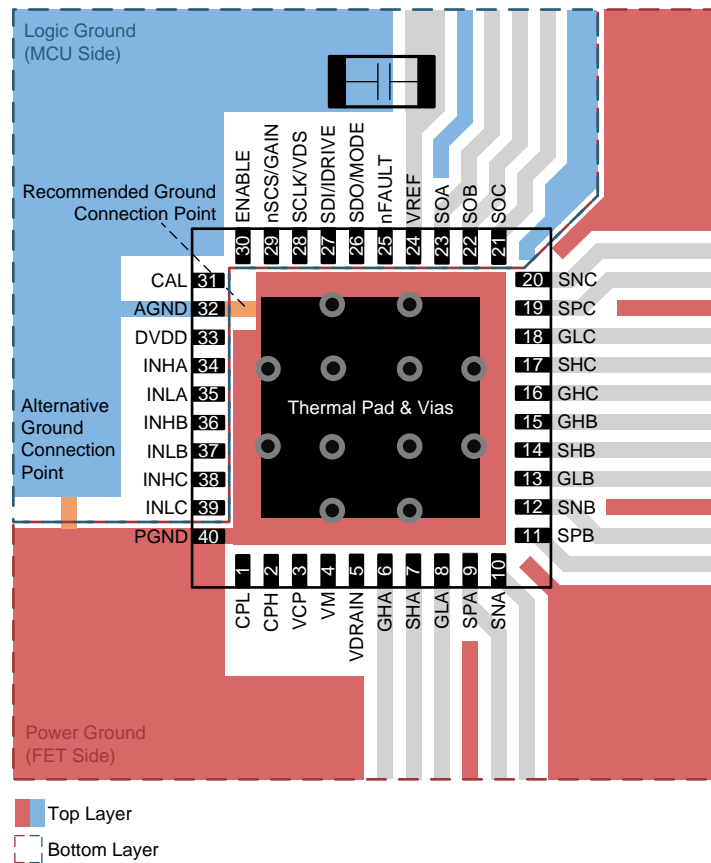 Logic Ground
(MCU Side)
Recommended Ground
Connection Point
ENABLE
nSCS/GAIN
SCLK/VDS
SDI/IDRIVE
SDO/MODE
nFAULT
VREF
SOA
SOB
SOC
30
29
28
27
26
25
24
23
22
21
CAL 31
AGND 32
DVDD 33
INHA 34
INLA 35
INHB 36
INLB 37
INHC 38
INLC 39
PGND 40
20 SNC
19 SPC
18 GLC
17 SHC
16 GHC
15 GHB
14 SHB
13 GLB
12 SNB
11 SPB
Thermal Pad & Vias
Alternative
Ground
Connection
Point
1
2
3
4
5
6
7
8
9
10
CPL
CPH
VCP
VM
VDRAIN
GHA
SHA
GLA
SPA
SNA
Power Ground
(FET Side)
Top Layer
Bottom Layer